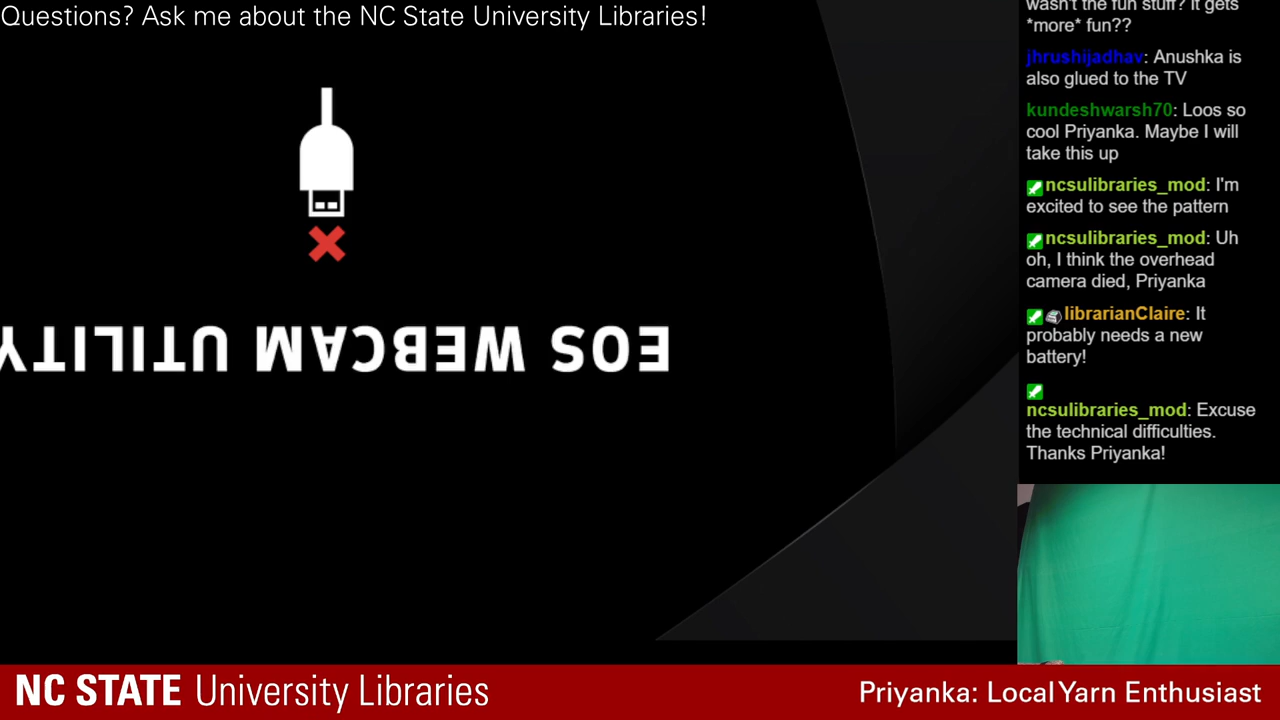 Questions? Ask me about the NC State University Libraries!
EOS WEBCAM UTILITY
wasn't the fun stuff? It gets
*more* fun??
jhrushijadhav: Anushka is
also glued to the TV
kundeshwarsh70: Loos so
cool Priyanka. Maybe I will
take this up
ncsulibraries_mod: I'm
excited to see the pattern
ncsulibraries_mod: Uh
oh, I think the overhead
camera died, Priyanka
librarianClaire: It
probably needs a new
battery!
ncsulibraries_mod: Excuse
the technical difficulties.
Thanks Priyanka!
NC STATE University Libraries
Priyanka: Local Yarn Enthusiast